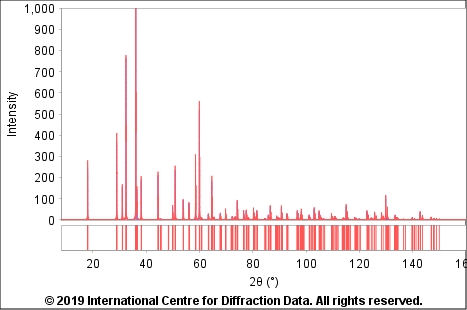 1,000
900
800
700
600
500
400
300
200
100
0
Intensity
20 40 60 80 100 120 140 16
2θ (°)
© 2019 International Centre for Diffraction Data. All rights reserved.